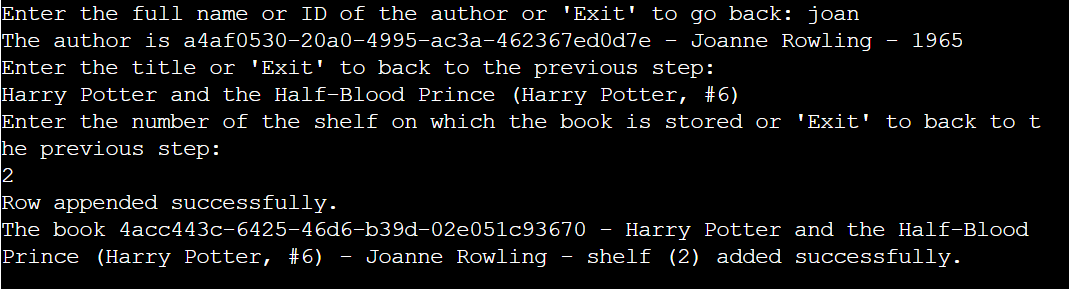 Enter the full name or ID of the author or 'Exit' to go back: joan
The author is a4af0530-20a0-4995-ac3a-462367ed0d7e - Joanne Rowling - 1965
Enter the title or 'Exit' to back to the previous step:
Harry Potter and the Half-Blood Prince (Harry Potter, #6)
Enter the number of the shelf on which the book is stored or 'Exit' to back to t
he previous step:
2
Row appended successfully.
The book 4acc443c-6425-46d6-b39d-02e051c93670 - Harry Potter and the Half-Blood
Prince (Harry Potter, #6) - Joanne Rowling - shelf (2) added successfully.